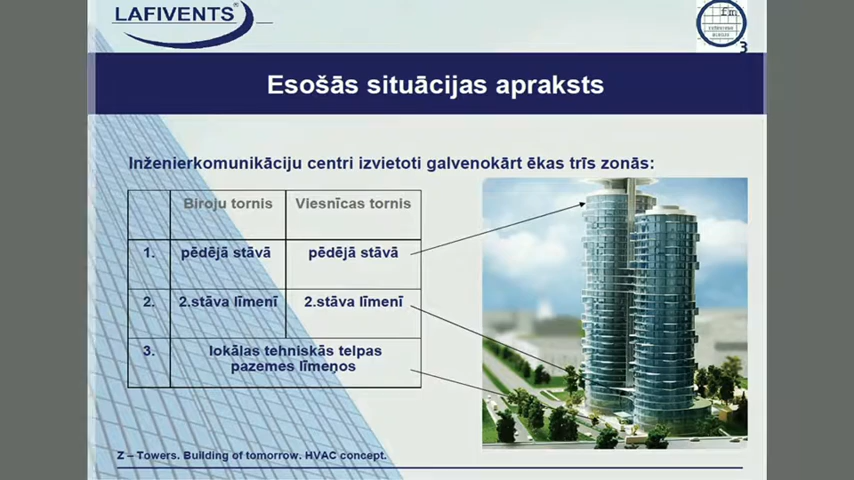 LAFIVENTS®
fm
3
Esošās situācijas apraksts
Inženierkomunikāciju centri izvietoti galvenokārt ēkas trīs zonās:
Biroju tornis Viesnīcas tornis
1. pēdējā stāvā pēdējā stāvā
2. 2.stāva līmenī 2.stāva līmenī
3. lokālas tehniskās telpas
pazemes līmeņos
Z – Towers. Building of tomorrow. HVAC concept.